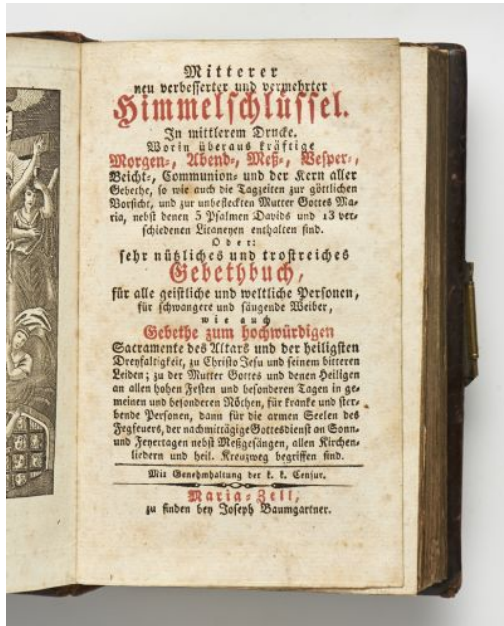 Mitterer
neu verbesserter und vermehrter
Himmelschlüssel.
In mittlerem Drucke.
Worin überaus kräftige
Morgen-, Abend-, Meß-, Vesper-,
Beicht-, Communion- und der Kern aller
Gebethe, so wie auch die Tagzeiten zur göttlichen
Vorsicht, und zur unbefleckten Mutter Gottes Ma-
ria, nebst denen 5 Psalmen Davids und 13 ver-
schiedenen Litaneyen enthalten sind.
Oder:
sehr nützliches und trostreiches
Gebethbuch,
für alle geistliche und weltliche Personen,
für schwangere und säugende Weiber,
wie auch
Gebethe zum hochwürdigen
Sacramente des Altars und der heiligsten
Dreyfaltigkeit, zu Christo Jesu und seinem bitteren
Leiden; zu der Mutter Gottes und denen Heiligen
an allen hohen Festen und besonderen Tagen in ge-
meinen und besonderen Nöthen, für kranke und ster-
bende Personen, dann für die armen Seelen des
Fegfeuers, der nachmittägige Gottesdienst an Sonn-
und Feyertagen nebst Meßgesängen, allen Kirchen-
liedern und heil. Kreuzweg begriffen sind.
Mit Genehmhaltung der k. k. Censur.
Maria-Zell,
zu finden bey Joseph Baumgartner.